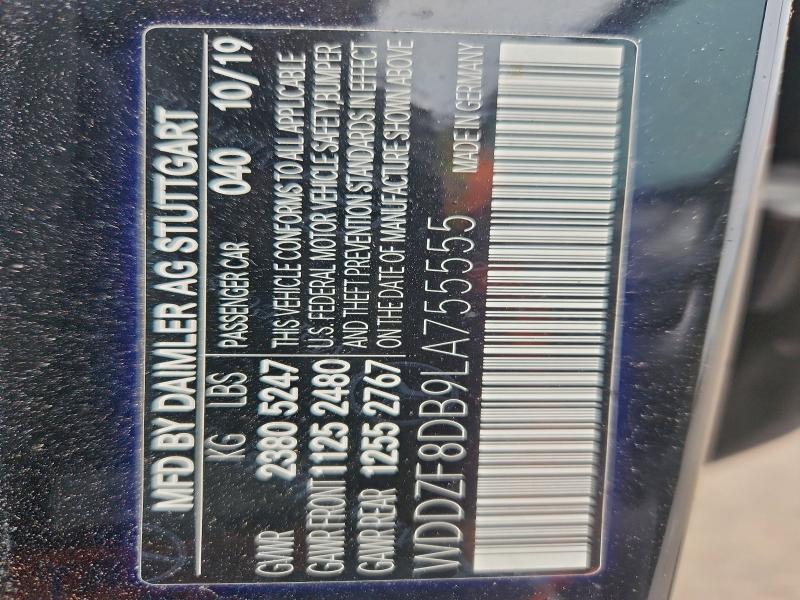 MFD BY DAIMLER AG STUTTGART
KG LBS PASSENGER CAR 040 10/19
GWR 2380 5247 THIS VEHICLE CONFORMS TO ALL APPLICABLE
GAWR FRONT 1125 2480 U.S. FEDERAL MOTOR VEHICLE SAFETY, BUMPER
GAWR REAR 1255 2767 AND THEFT PREVENTION STANDARDS IN EFFECT
ON THE DATE OF MANUFACTURE SHOWN ABOVE
WDDZF8DB9LA755555 MADE IN GERMANY